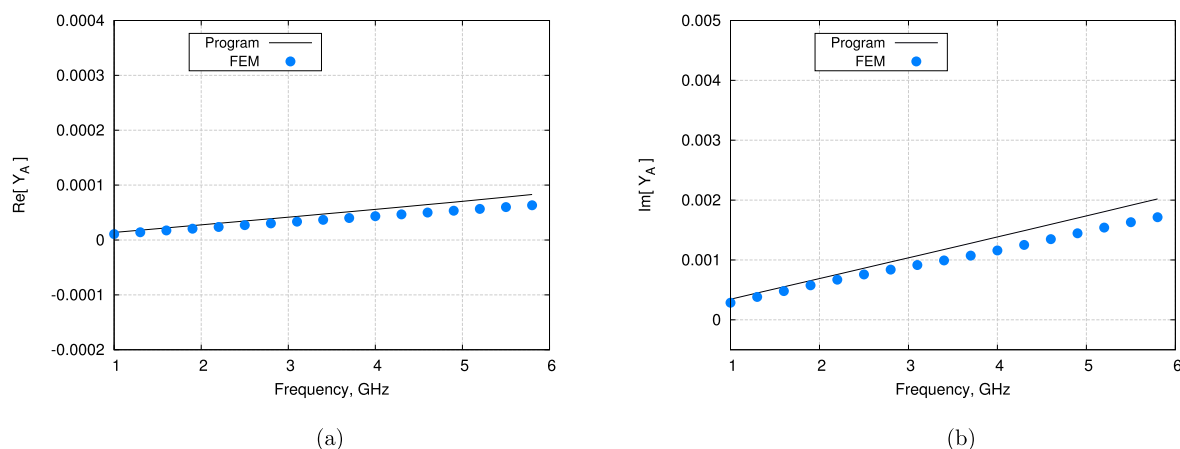 0.0004
0.0003
0.0002
0.0001
0
-0.0001
-0.0002
Re[ Y_A ]
Program
FEM
1 2 3 4 5 6
Frequency, GHz
(a)
0.005
0.004
0.003
0.002
0.001
0
Im[ Y_A ]
Program
FEM
1 2 3 4 5 6
Frequency, GHz
(b)